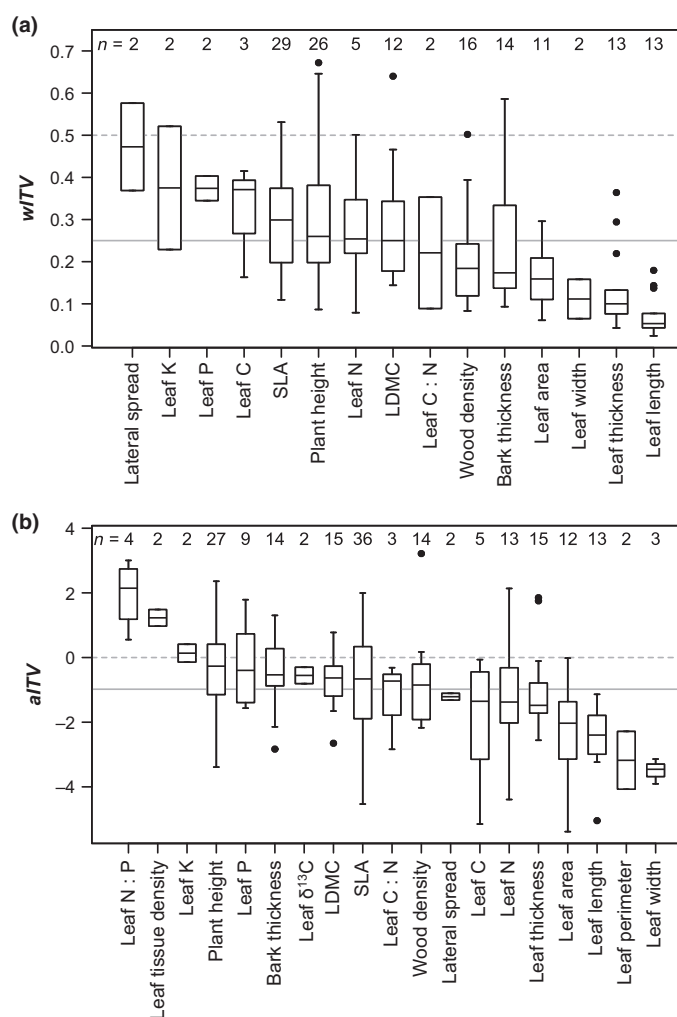 (a)
n = 2 2 2 3 29 26 5 12 2 16 14 11 2 13 13
0.7
0.6
0.5
0.4
0.3
0.2
0.1
0.0
wITV
Lateral spread
Leaf K
Leaf P
Leaf C
SLA
Plant height
Leaf N
LDMC
Leaf C : N
Wood density
Bark thickness
Leaf area
Leaf width
Leaf thickness
Leaf length
(b)
n = 4 2 2 27 9 14 2 15 36 3 14 2 5 13 15 12 13 2 3
4
2
0
–2
–4
aITV
Leaf N : P
Leaf tissue density
Leaf K
Plant height
Leaf P
Bark thickness
Leaf δ¹³C
LDMC
SLA
Leaf C : N
Wood density
Lateral spread
Leaf C
Leaf N
Leaf thickness
Leaf area
Leaf length
Leaf perimeter
Leaf width